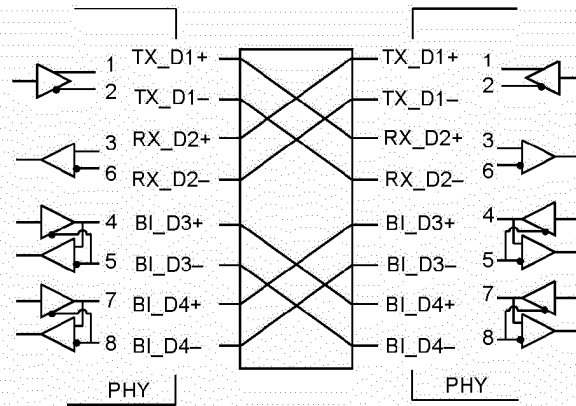 1 TX_D1+ TX_D1+ 1
2 TX_D1– TX_D1– 2
3 RX_D2+ RX_D2+ 3
6 RX_D2– RX_D2– 6
4 BI_D3+ BI_D3+ 4
5 BI_D3– BI_D3– 5
7 BI_D4+ BI_D4+ 7
8 BI_D4– BI_D4– 8
PHY PHY